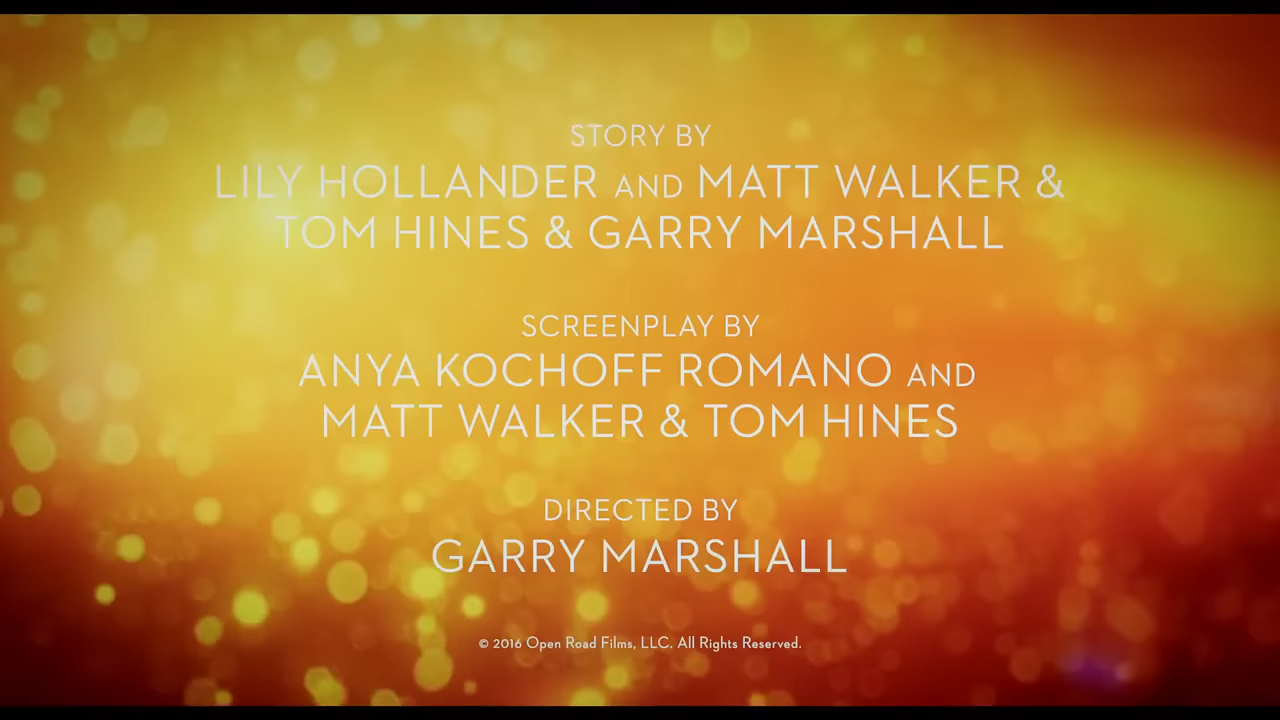 STORY BY
LILY HOLLANDER AND MATT WALKER &
TOM HINES & GARRY MARSHALL
SCREENPLAY BY
ANYA KOCHOFF ROMANO AND
MATT WALKER & TOM HINES
DIRECTED BY
GARRY MARSHALL
© 2016 Open Road Films, LLC. All Rights Reserved.